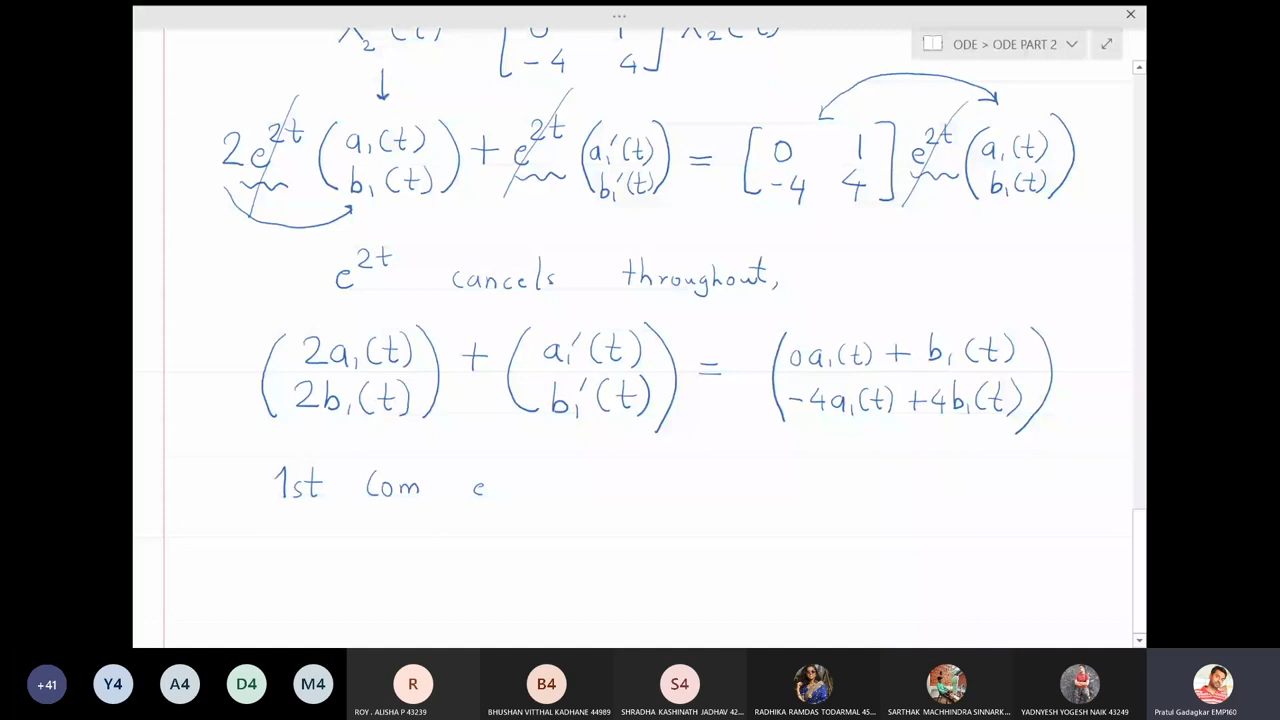 ODE > ODE PART 2
X₂'(t) [0 1; -4 4] X₂(t)
2e^{2t} (a₁(t); b₁(t)) + e^{2t} (a₁'(t); b₁'(t)) = [0 1; -4 4] e^{2t} (a₁(t); b₁(t))
e^{2t} cancels throughout,
(2a₁(t); 2b₁(t)) + (a₁'(t); b₁'(t)) = (0a₁(t) + b₁(t); -4a₁(t) + 4b₁(t))
1st Com e
+41 Y4 A4 D4 M4 R B4 S4
ROY . ALISHA P 43239
BHUSHAN VITTHAL KADHANE 44989
SHRADHA KASHINATH JADHAV 42...
RADHIKA RAMDAS TODARMAL 45...
SARTHAK MACHHINDRA SINNARK...
YADNYESH YOGESH NAIK 43249
Pratul Gadagkar EMP160